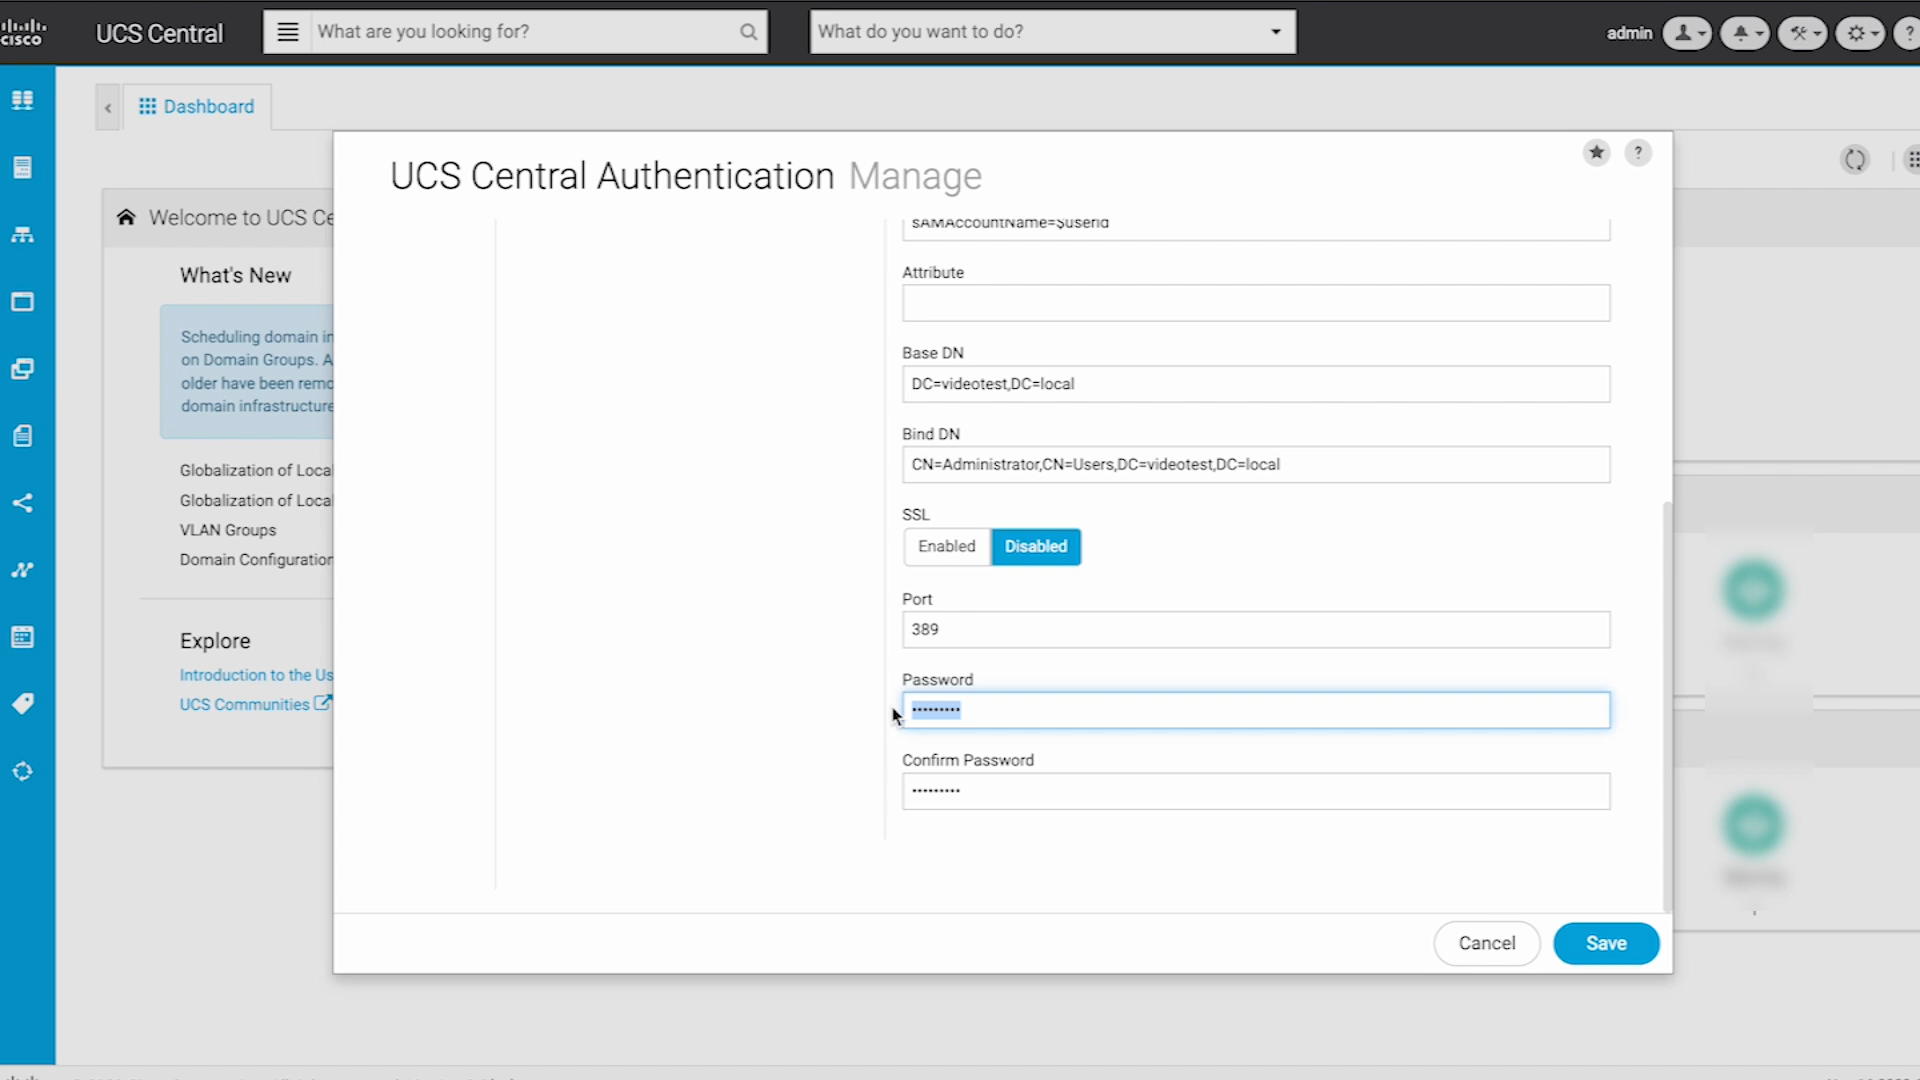 CISCO
UCS Central
What are you looking for?
What do you want to do?
admin
?
Dashboard
UCS Central Authentication Manage
?
Welcome to UCS Ce
What's New
Scheduling domain in
on Domain Groups. A
older have been remo
domain infrastructure
Globalization of Loca
Globalization of Loca
VLAN Groups
Domain Configuration
Explore
Introduction to the Us
UCS Communities
sAMAccountName=$userid
Attribute
Base DN
DC=videotest,DC=local
Bind DN
CN=Administrator,CN=Users,DC=videotest,DC=local
SSL
Enabled Disabled
Port
389
Password
•••••••••
Confirm Password
•••••••••
Cancel Save